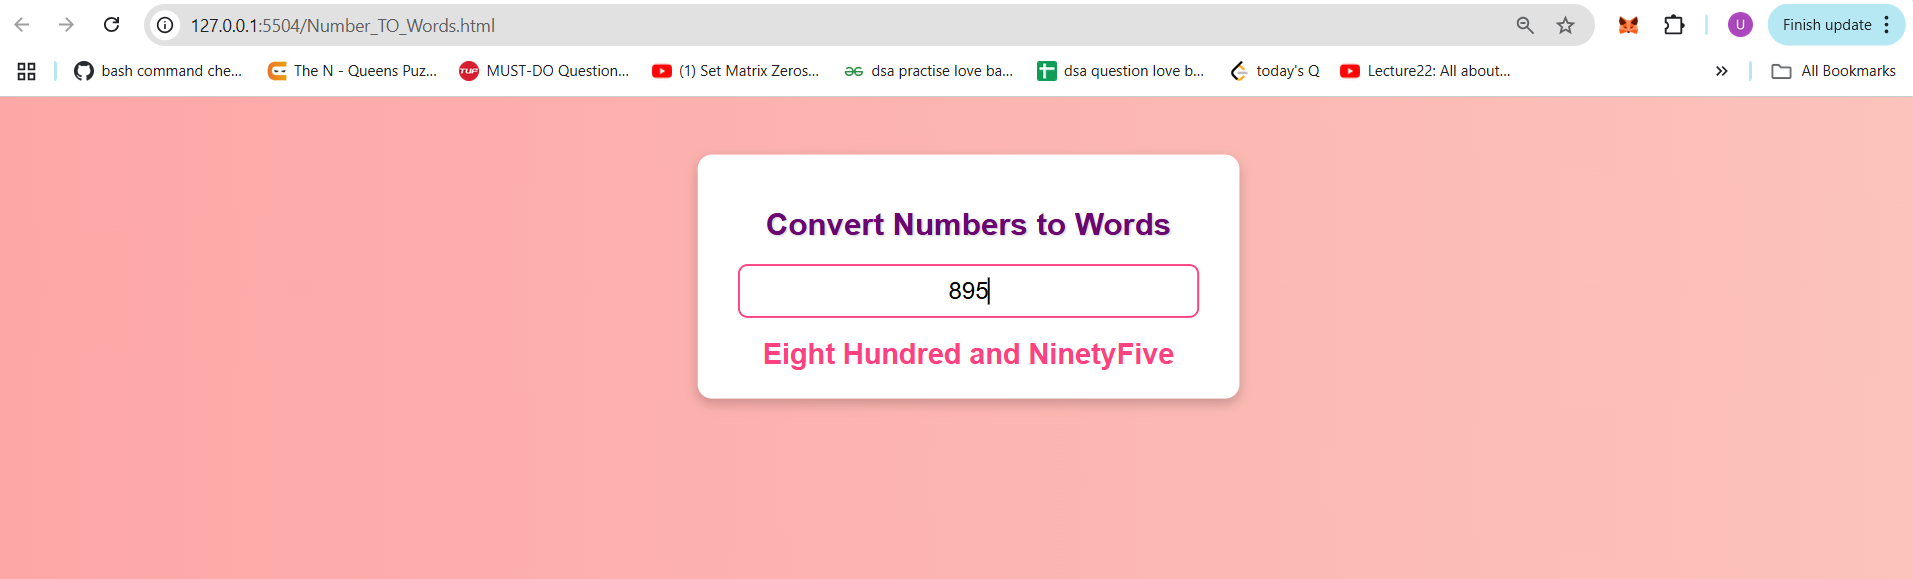 127.0.0.1:5504/Number_TO_Words.html
U
Finish update
bash command che...
The N - Queens Puz...
TUF
MUST-DO Question...
(1) Set Matrix Zeros...
dsa practise love ba...
dsa question love b...
today's Q
Lecture22: All about...
All Bookmarks
Convert Numbers to Words
895
Eight Hundred and NinetyFive